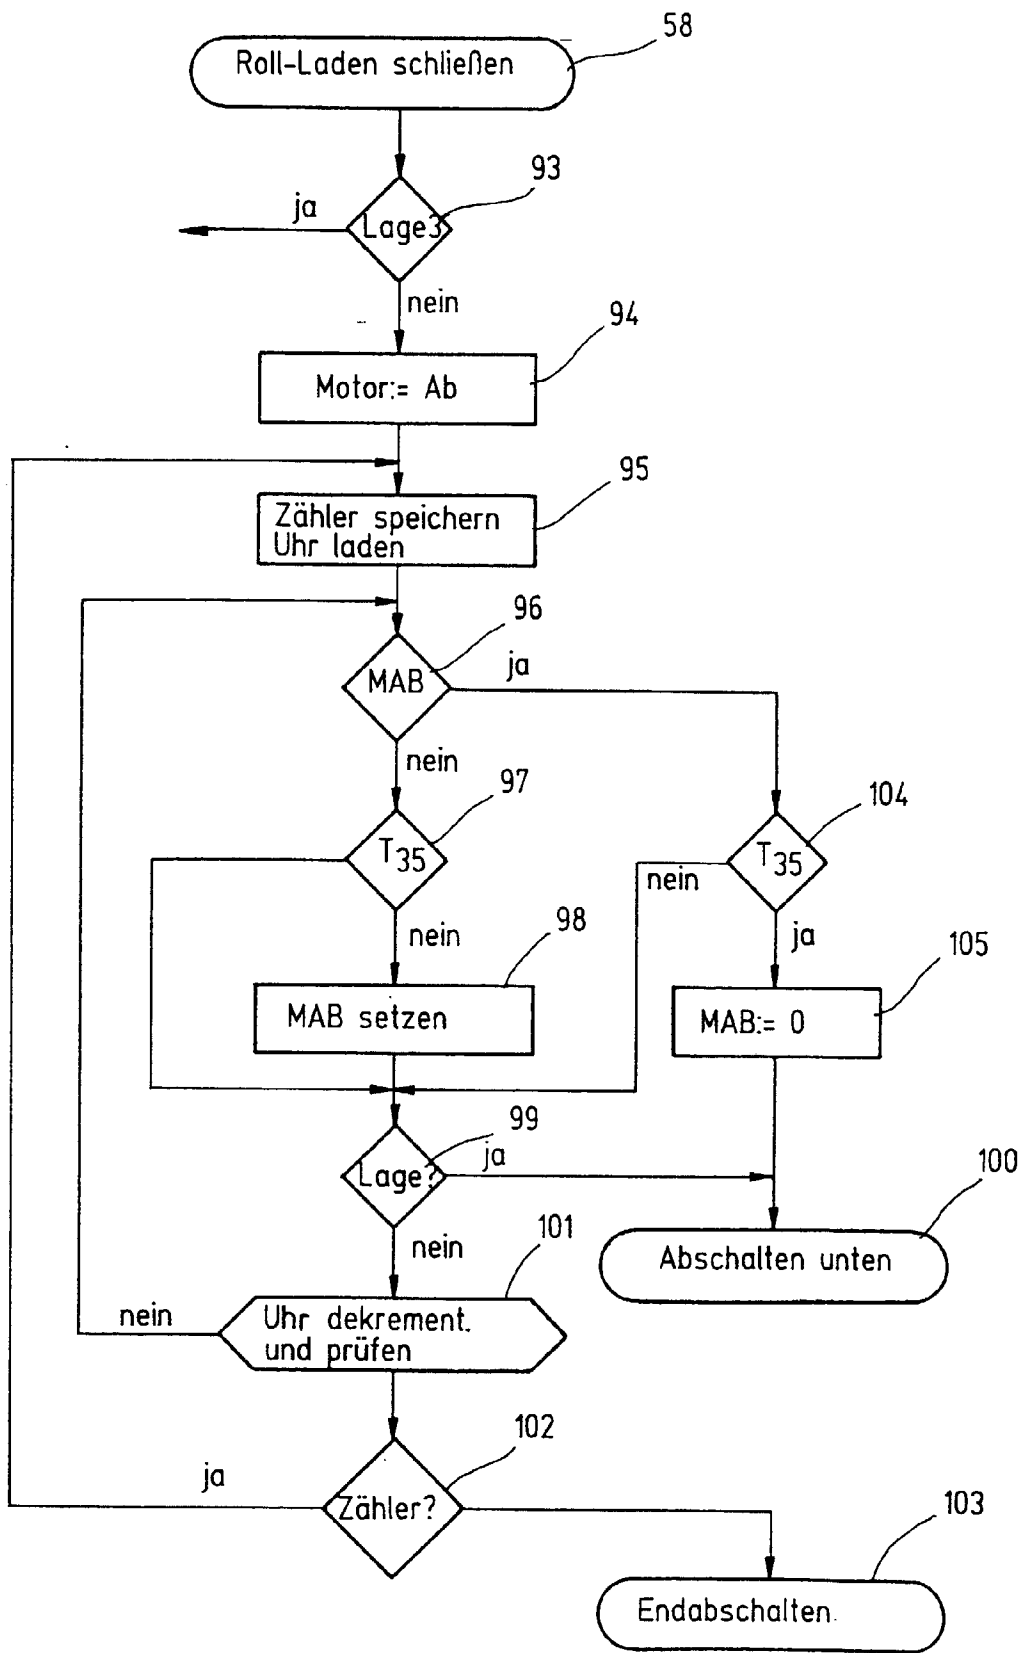 58
Roll-Laden schließen
93
ja
Lage3
nein
94
Motor:= Ab
95
Zähler speichern
Uhr laden
96
ja
MAB
nein
97
104
T35
T35
nein
nein
98
ja
105
MAB setzen
MAB:= 0
99
ja
Lage?
100
nein
101
Abschalten unten
nein
Uhr dekrement.
und prüfen
102
ja
Zähler?
103
Endabschalten.